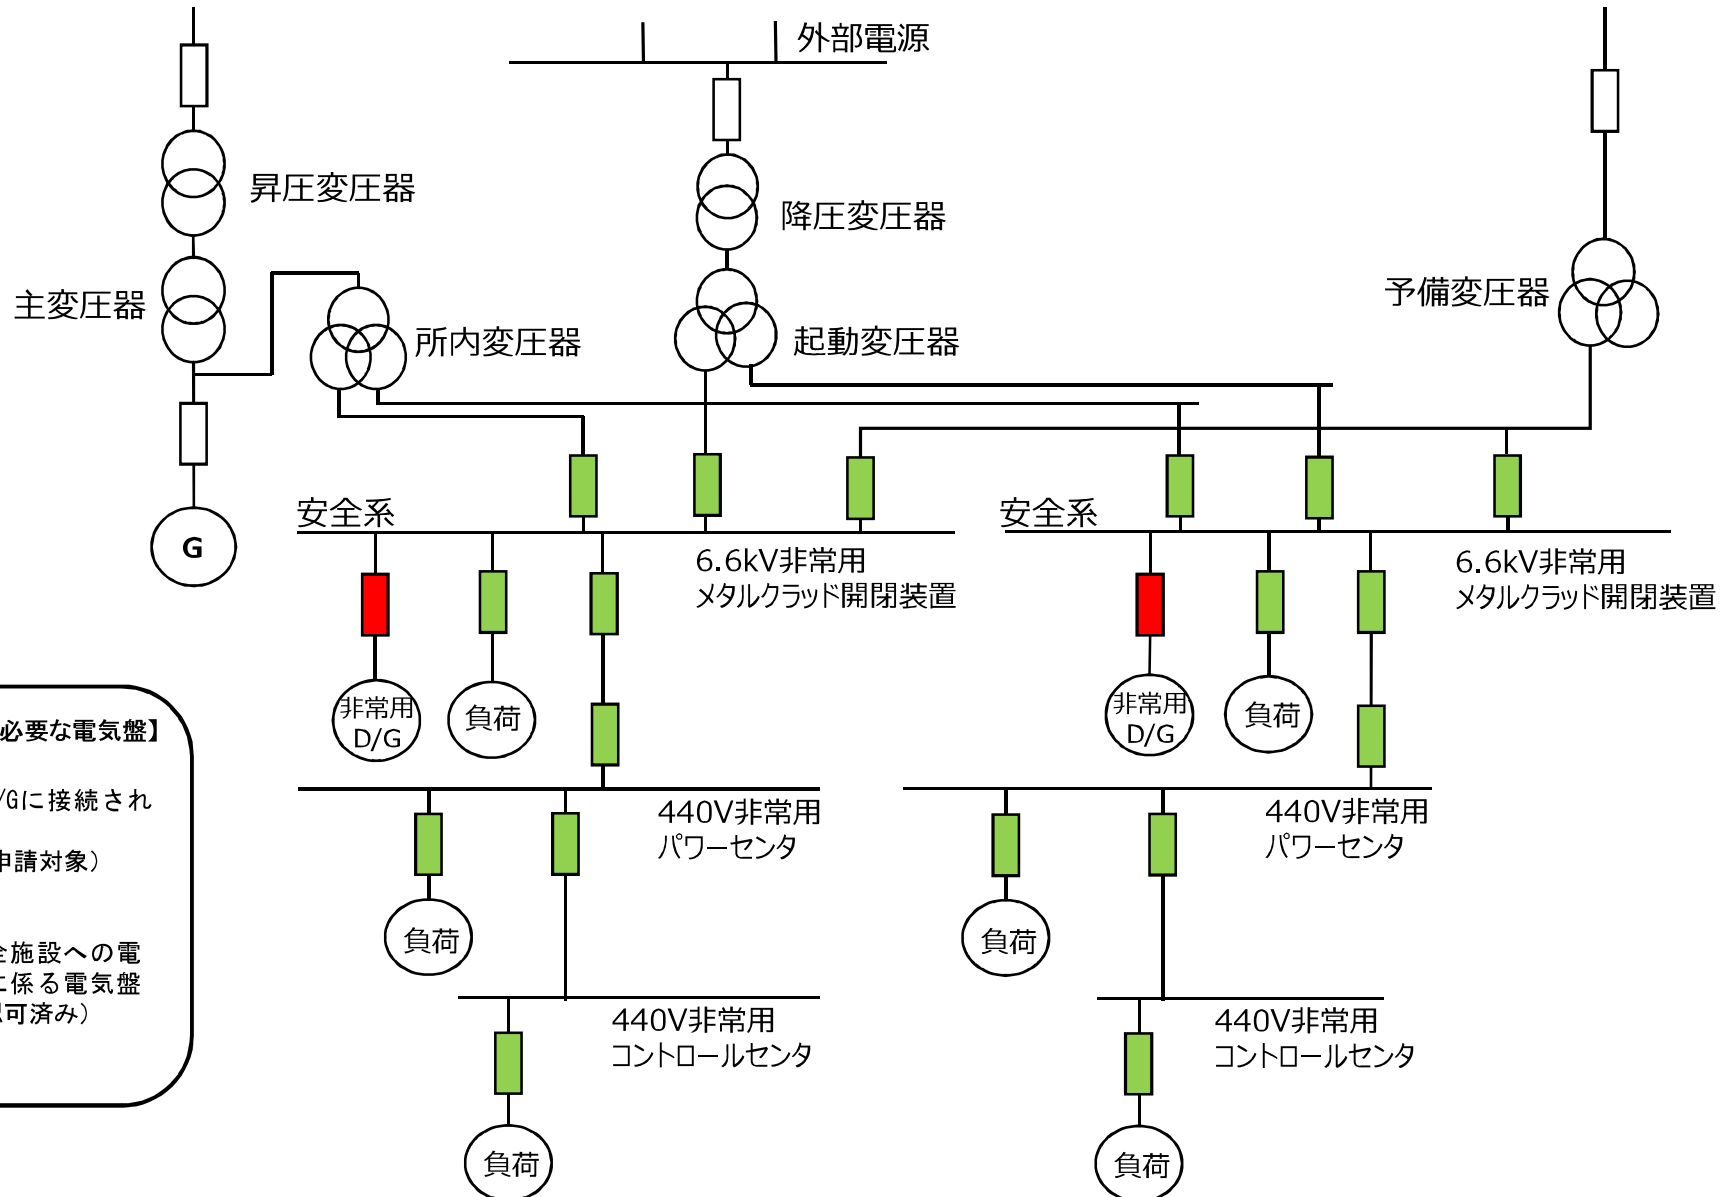 外部電源
昇圧変圧器
降圧変圧器
主変圧器
所内変圧器
起動変圧器
予備変圧器
G
安全系
安全系
6.6kV非常用
メタルクラッド開閉装置
6.6kV非常用
メタルクラッド開閉装置
非常用
D/G
負荷
非常用
D/G
負荷
必要な電気盤】
/Gに接続され
申請対象）
全施設への電
に係る電気盤
認可済み）
440V非常用
パワーセンタ
440V非常用
パワーセンタ
負荷
負荷
440V非常用
コントロールセンタ
440V非常用
コントロールセンタ
負荷
負荷